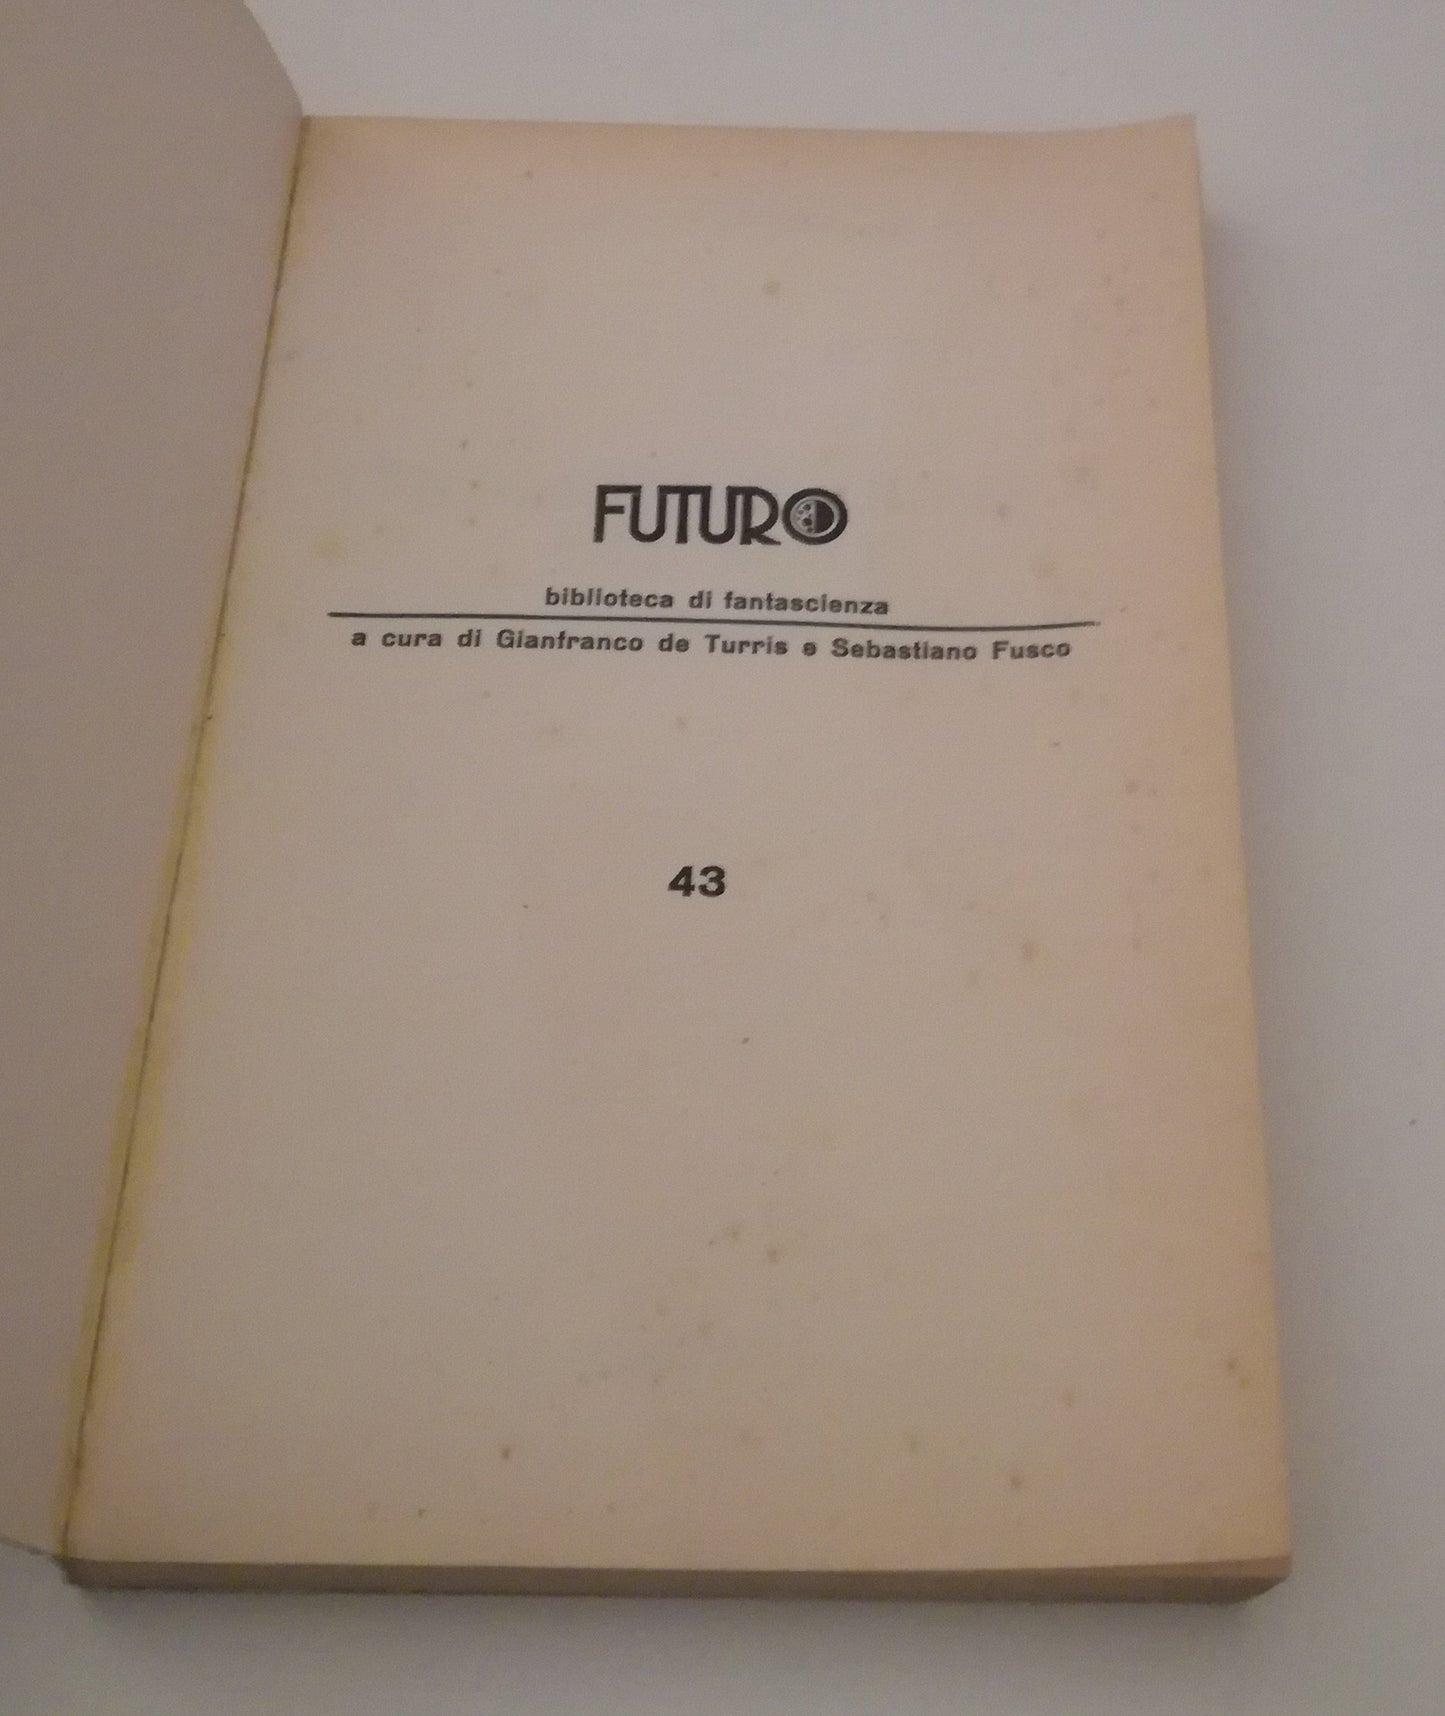 FUTURO
biblioteca di fantascienza
a cura di Gianfranco de Turris e Sebastiano Fusco
43